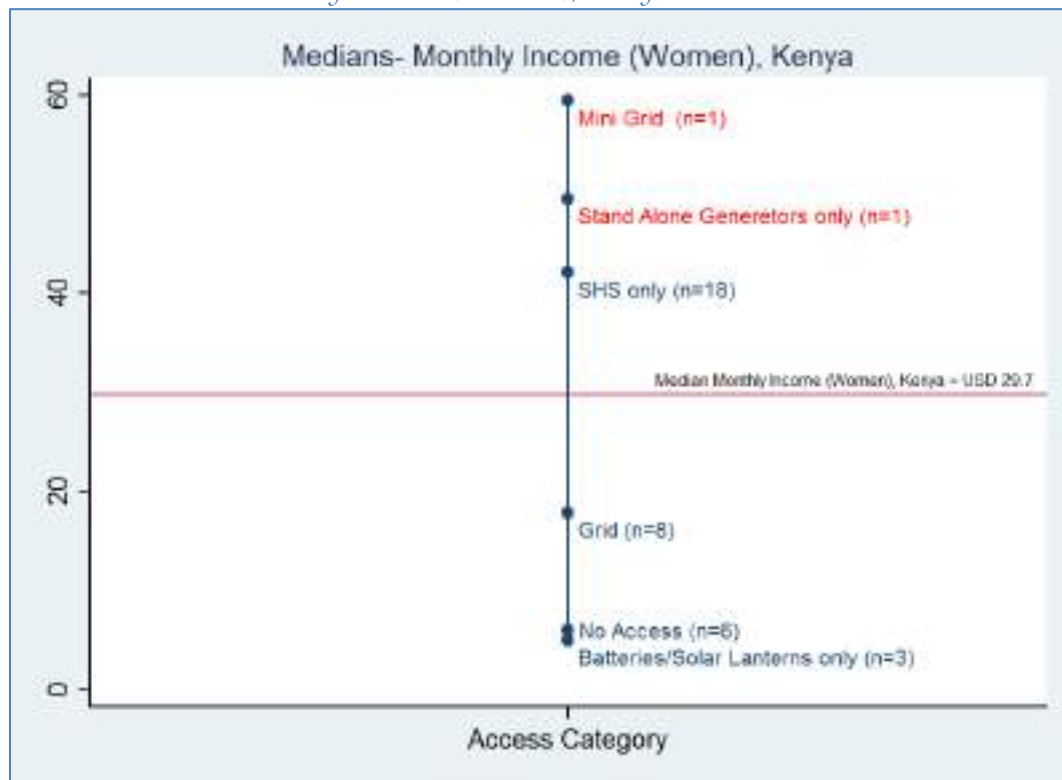 Medians- Monthly Income (Women), Kenya
60
Mini Grid (n=1)
Stand Alone Generetors only (n=1)
40
SHS only (n=18)
Median Monthly Income (Women), Kenya = USD 29.7
20
Grid (n=8)
No Access (n=6)
Batteries/Solar Lanterns only (n=3)
0
Access Category